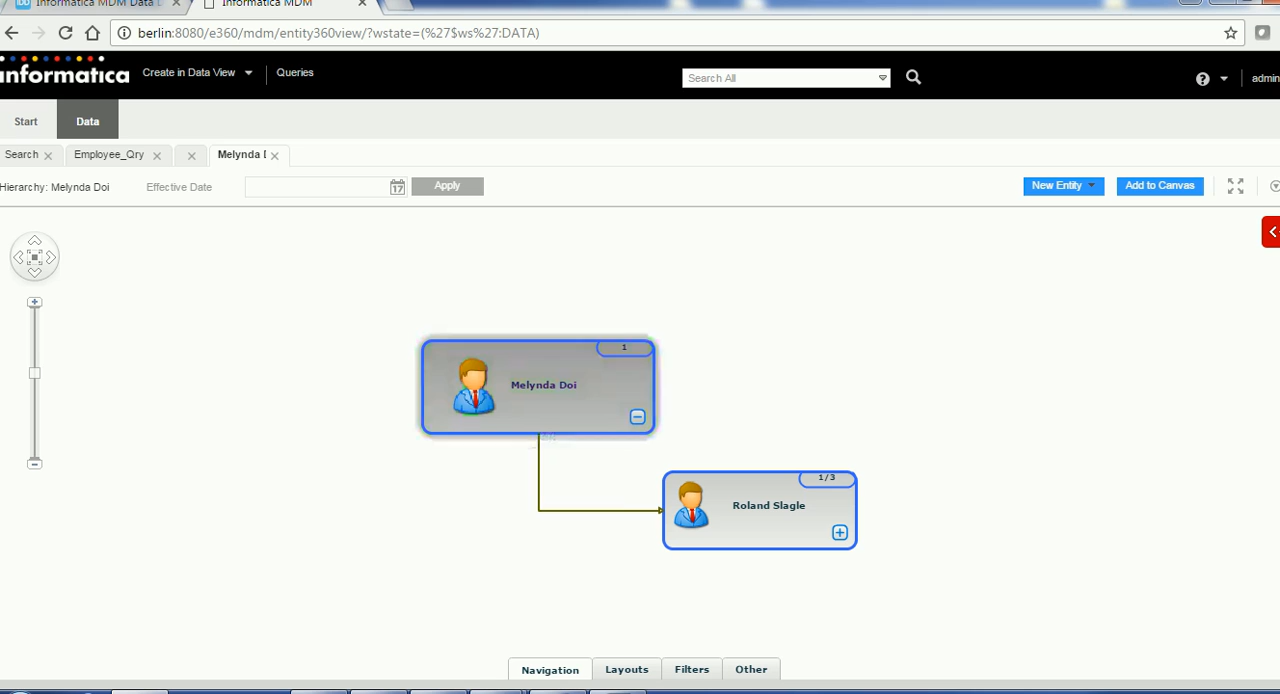 Informatica MDM Data
Informatica MDM
berlin:8080/e360/mdm/entity360view/?wstate=(%27$ws%27:DATA)
informatica
Create in Data View
Queries
Search All
?
admin
Start
Data
Search
Employee_Qry
Melynda
Hierarchy: Melynda Doi
Effective Date
17
Apply
New Entity
Add to Canvas
1
Melynda Doi
1/3
Roland Slagle
Navigation
Layouts
Filters
Other